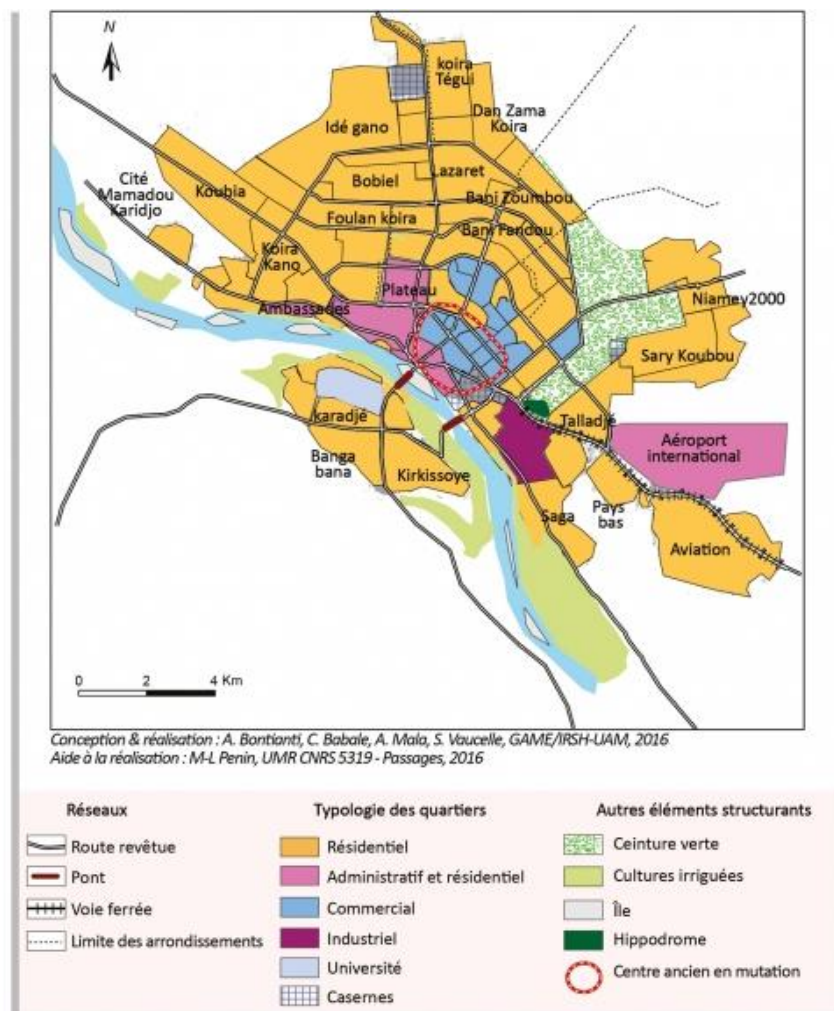 N
koira
Tégui
Dan Zama
Koira
Idé gano
Lazaret
Cité
Mamadou
Karidjo
Koubia
Bobiel
Bani Zoumbou
Foulan koira
Bani Fandou
Koira
Kano
Plateau
Ambassades
Niamey2000
Sary Koubou
karadjé
Talladjé
Aéroport
international
Banga
bana
Kirkissoye
Saga
Pays
bas
Aviation
0 2 4 Km
Conception & réalisation : A. Bontianti, C. Babale, A. Mala, S. Vaucelle, GAME/IRSH-UAM, 2016
Aide à la réalisation : M-L Penin, UMR CNRS 5319 - Passages, 2016
Réseaux
Route revêtue
Pont
Voie ferrée
Limite des arrondissements
Typologie des quartiers
Résidentiel
Administratif et résidentiel
Commercial
Industriel
Université
Casernes
Autres éléments structurants
Ceinture verte
Cultures irriguées
Île
Hippodrome
Centre ancien en mutation